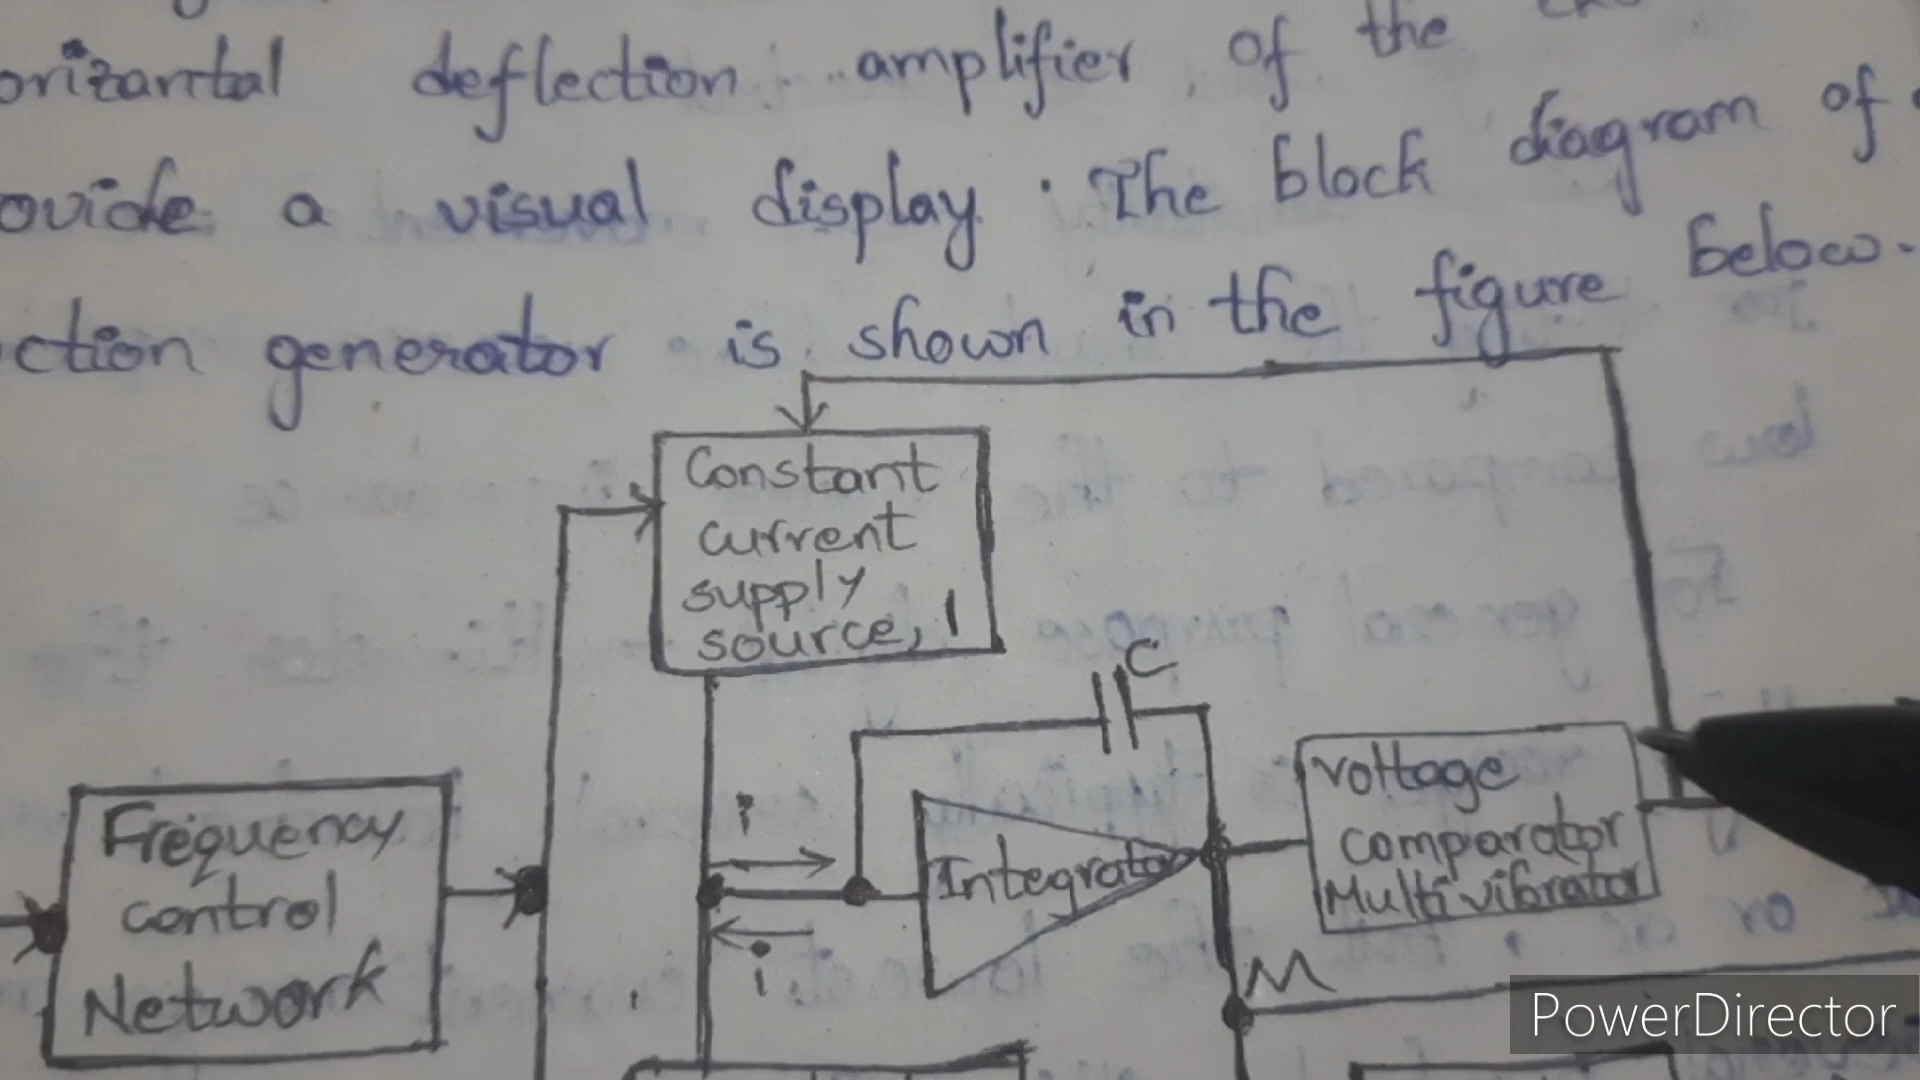 deflection amplifier of the
a visual display. The block diagram of
generator is shown in the figure below.
Constant
current
supply
source, 1
C
Frequency
control
Network
i
i
Integrator
voltage
comparator
Multivibrator
M
PowerDirector